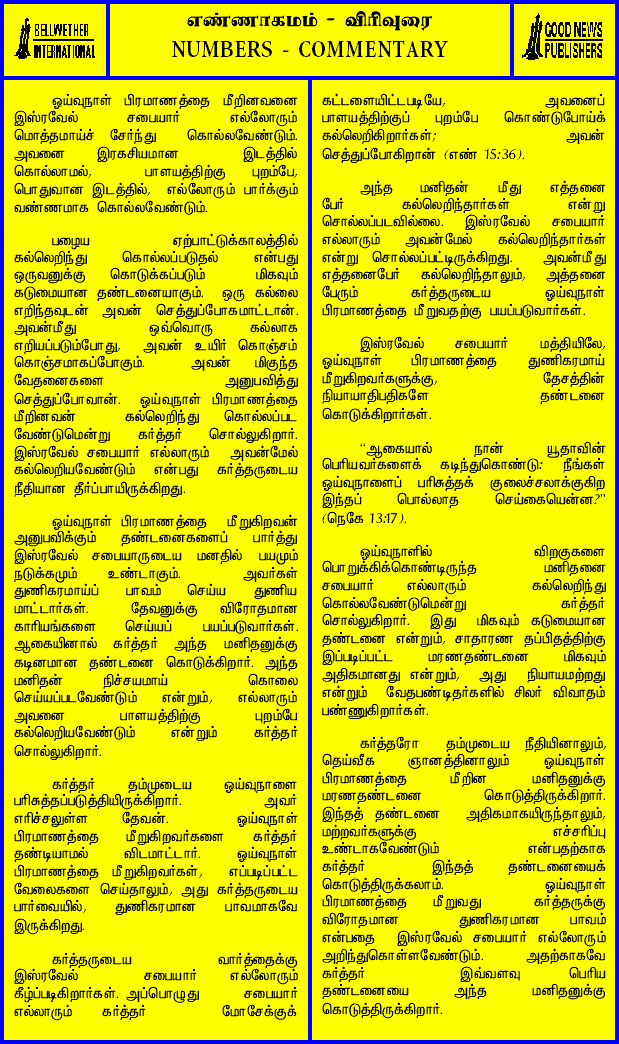 BELLWETHER
INTERNATIONAL
எண்ணாகமம் - விரிவுரை
NUMBERS - COMMENTARY
GOOD NEWS
PUBLISHERS
ஓய்வுநாள் பிரமாணத்தை மீறினவனை
இஸ்ரவேல் சபையார் எல்லோரும்
மொத்தமாய்ச் சேர்ந்து கொல்லவேண்டும்.
அவனை இரகசியமான இடத்தில்
கொல்லாமல், பாளயத்திற்கு புறம்பே,
பொதுவான இடத்தில், எல்லோரும் பார்க்கும்
வண்ணமாக கொல்லவேண்டும்.
பழைய ஏற்பாட்டுக்காலத்தில்
கல்லெறிந்து கொல்லப்படுதல் என்பது
ஒருவனுக்கு கொடுக்கப்படும் மிகவும்
கடுமையான தண்டனையாகும். ஒரு கல்லை
எறிந்தவுடன் அவன் செத்துப்போகமாட்டான்.
அவன்மீது ஒவ்வொரு கல்லாக
எறியப்படும்போது, அவன் உயிர் கொஞ்சம்
கொஞ்சமாகப்போகும். அவன் மிகுந்த
வேதனைகளை அனுபவித்து
செத்துப்போவான். ஓய்வுநாள் பிரமாணத்தை
மீறினவன் கல்லெறிந்து கொல்லப்பட
வேண்டுமென்று கர்த்தர் சொல்லுகிறார்.
இஸ்ரவேல் சபையார் எல்லாரும் அவன்மேல்
கல்லெறியவேண்டும் என்பது கர்த்தருடைய
நீதியான தீர்ப்பாயிருக்கிறது.
ஓய்வுநாள் பிரமாணத்தை மீறுகிறவன்
அனுபவிக்கும் தண்டனைகளைப் பார்த்து
இஸ்ரவேல் சபையாருடைய மனதில் பயமும்
நடுக்கமும் உண்டாகும். அவர்கள்
துணிகரமாய்ப் பாவம் செய்ய துணிய
மாட்டார்கள். தேவனுக்கு விரோதமான
காரியங்களை செய்யப் பயப்படுவார்கள்.
ஆகையினால் கர்த்தர் அந்த மனிதனுக்கு
கடினமான தண்டனை கொடுக்கிறார். அந்த
மனிதன் நிச்சயமாய் கொலை
செய்யப்படவேண்டும் என்றும், எல்லாரும்
அவனை பாளயத்திற்கு புறம்பே
கல்லெறியவேண்டும் என்றும் கர்த்தர்
சொல்லுகிறார்.
கர்த்தர் தம்முடைய ஓய்வுநாளை
பரிசுத்தப்படுத்தியிருக்கிறார். அவர்
எரிச்சலுள்ள தேவன். ஓய்வுநாள்
பிரமாணத்தை மீறுகிறவர்களை கர்த்தர்
தண்டியாமல் விடமாட்டார். ஓய்வுநாள்
பிரமாணத்தை மீறுகிறவர்கள், எப்படிப்பட்ட
வேலைகளை செய்தாலும், அது கர்த்தருடைய
பார்வையில், துணிகரமான பாவமாகவே
இருக்கிறது.
கர்த்தருடைய வார்த்தைக்கு
இஸ்ரவேல் சபையார் எல்லோரும்
கீழ்ப்படிகிறார்கள். அப்பொழுது சபையார்
எல்லாரும் கர்த்தர் மோசேக்குக்
கட்டளையிட்டபடியே, அவனைப்
பாளயத்திற்குப் புறம்பே கொண்டுபோய்க்
கல்லெறிகிறார்கள்; அவன்
செத்துப்போகிறான் (எண் 15:36).
அந்த மனிதன் மீது எத்தனை
பேர் கல்லெறிந்தார்கள் என்று
சொல்லப்படவில்லை. இஸ்ரவேல் சபையார்
எல்லாரும் அவன்மேல் கல்லெறிந்தார்கள்
என்று சொல்லப்பட்டிருக்கிறது. அவன்மீது
எத்தனைபேர் கல்லெறிந்தாலும், அத்தனை
பேரும் கர்த்தருடைய ஓய்வுநாள்
பிரமாணத்தை மீறுவதற்கு பயப்படுவார்கள்.
இஸ்ரவேல் சபையார் மத்தியிலே,
ஓய்வுநாள் பிரமாணத்தை துணிகரமாய்
மீறுகிறவர்களுக்கு, தேசத்தின்
நியாயாதிபதிகளே தண்டனை
கொடுக்கிறார்கள்.
“ஆகையால் நான் யூதாவின்
பெரியவர்களைக் கடிந்துகொண்டு: நீங்கள்
ஓய்வுநாளைப் பரிசுத்தக் குலைச்சலாக்குகிற
இந்தப் பொல்லாத செய்கையென்ன?”
(நெகே 13:17).
ஓய்வுநாளில் விறகுகளை
பொறுக்கிக்கொண்டிருந்த மனிதனை
சபையார் எல்லாரும் கல்லெறிந்து
கொல்லவேண்டுமென்று கர்த்தர்
சொல்லுகிறார். இது மிகவும் கடுமையான
தண்டனை என்றும், சாதாரண தப்பிதத்திற்கு
இப்படிப்பட்ட மரணதண்டனை மிகவும்
அதிகமானது என்றும், அது நியாயமற்றது
என்றும் வேதபண்டிதர்களில் சிலர் விவாதம்
பண்ணுகிறார்கள்.
கர்த்தரோ தம்முடைய நீதியினாலும்,
தெய்வீக ஞானத்தினாலும் ஓய்வுநாள்
பிரமாணத்தை மீறின மனிதனுக்கு
மரணதண்டனை கொடுத்திருக்கிறார்.
இந்தத் தண்டனை அதிகமாகயிருந்தாலும்,
மற்றவர்களுக்கு எச்சரிப்பு
உண்டாகவேண்டும் என்பதற்காக
கர்த்தர் இந்தத் தண்டனையைக்
கொடுத்திருக்கலாம். ஓய்வுநாள்
பிரமாணத்தை மீறுவது கர்த்தருக்கு
விரோதமான துணிகரமான பாவம்
என்பதை இஸ்ரவேல் சபையார் எல்லோரும்
அறிந்துகொள்ளவேண்டும். அதற்காகவே
கர்த்தர் இவ்வளவு பெரிய
தண்டனையை அந்த மனிதனுக்கு
கொடுத்திருக்கிறார்.